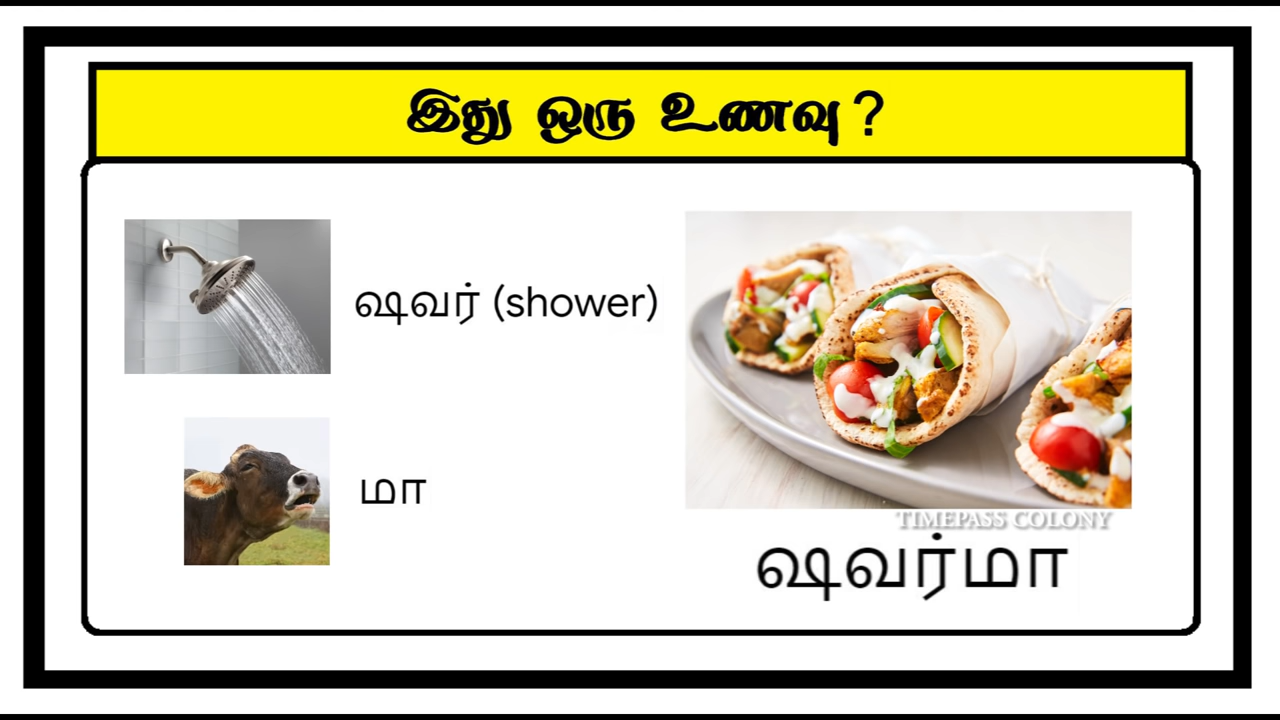 இது ஒரு உணவு ?
ஷவர் (shower)
மா
TIMEPASS COLONY
ஷவர்மா